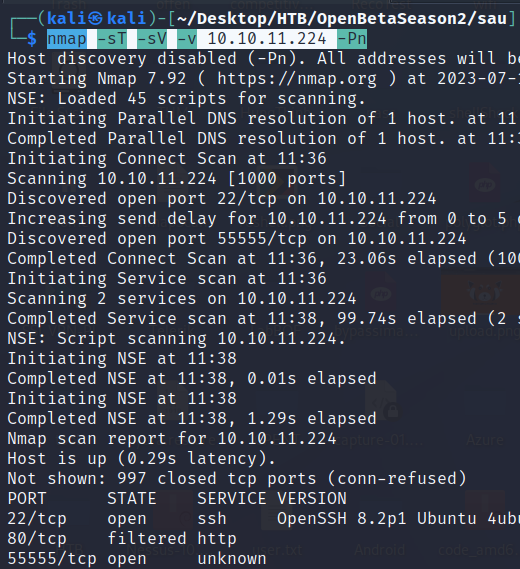 ┌──(kali㉿kali)-[~/Desktop/HTB/OpenBetaSeason2/sau]
└─$ nmap -sT -sV -v 10.10.11.224 -Pn
Host discovery disabled (-Pn). All addresses will be
Starting Nmap 7.92 ( https://nmap.org ) at 2023-07-
NSE: Loaded 45 scripts for scanning.
Initiating Parallel DNS resolution of 1 host. at 11
Completed Parallel DNS resolution of 1 host. at 11:
Initiating Connect Scan at 11:36
Scanning 10.10.11.224 [1000 ports]
Discovered open port 22/tcp on 10.10.11.224
Increasing send delay for 10.10.11.224 from 0 to 5
Discovered open port 55555/tcp on 10.10.11.224
Completed Connect Scan at 11:36, 23.06s elapsed (10
Initiating Service scan at 11:36
Scanning 2 services on 10.10.11.224
Completed Service scan at 11:38, 99.74s elapsed (2
NSE: Script scanning 10.10.11.224.
Initiating NSE at 11:38
Completed NSE at 11:38, 0.01s elapsed
Initiating NSE at 11:38
Completed NSE at 11:38, 1.29s elapsed
Nmap scan report for 10.10.11.224
Host is up (0.29s latency).
Not shown: 997 closed tcp ports (conn-refused)
PORT      STATE    SERVICE VERSION
22/tcp    open     ssh     OpenSSH 8.2p1 Ubuntu 4ub
80/tcp    filtered http
55555/tcp open     unknown